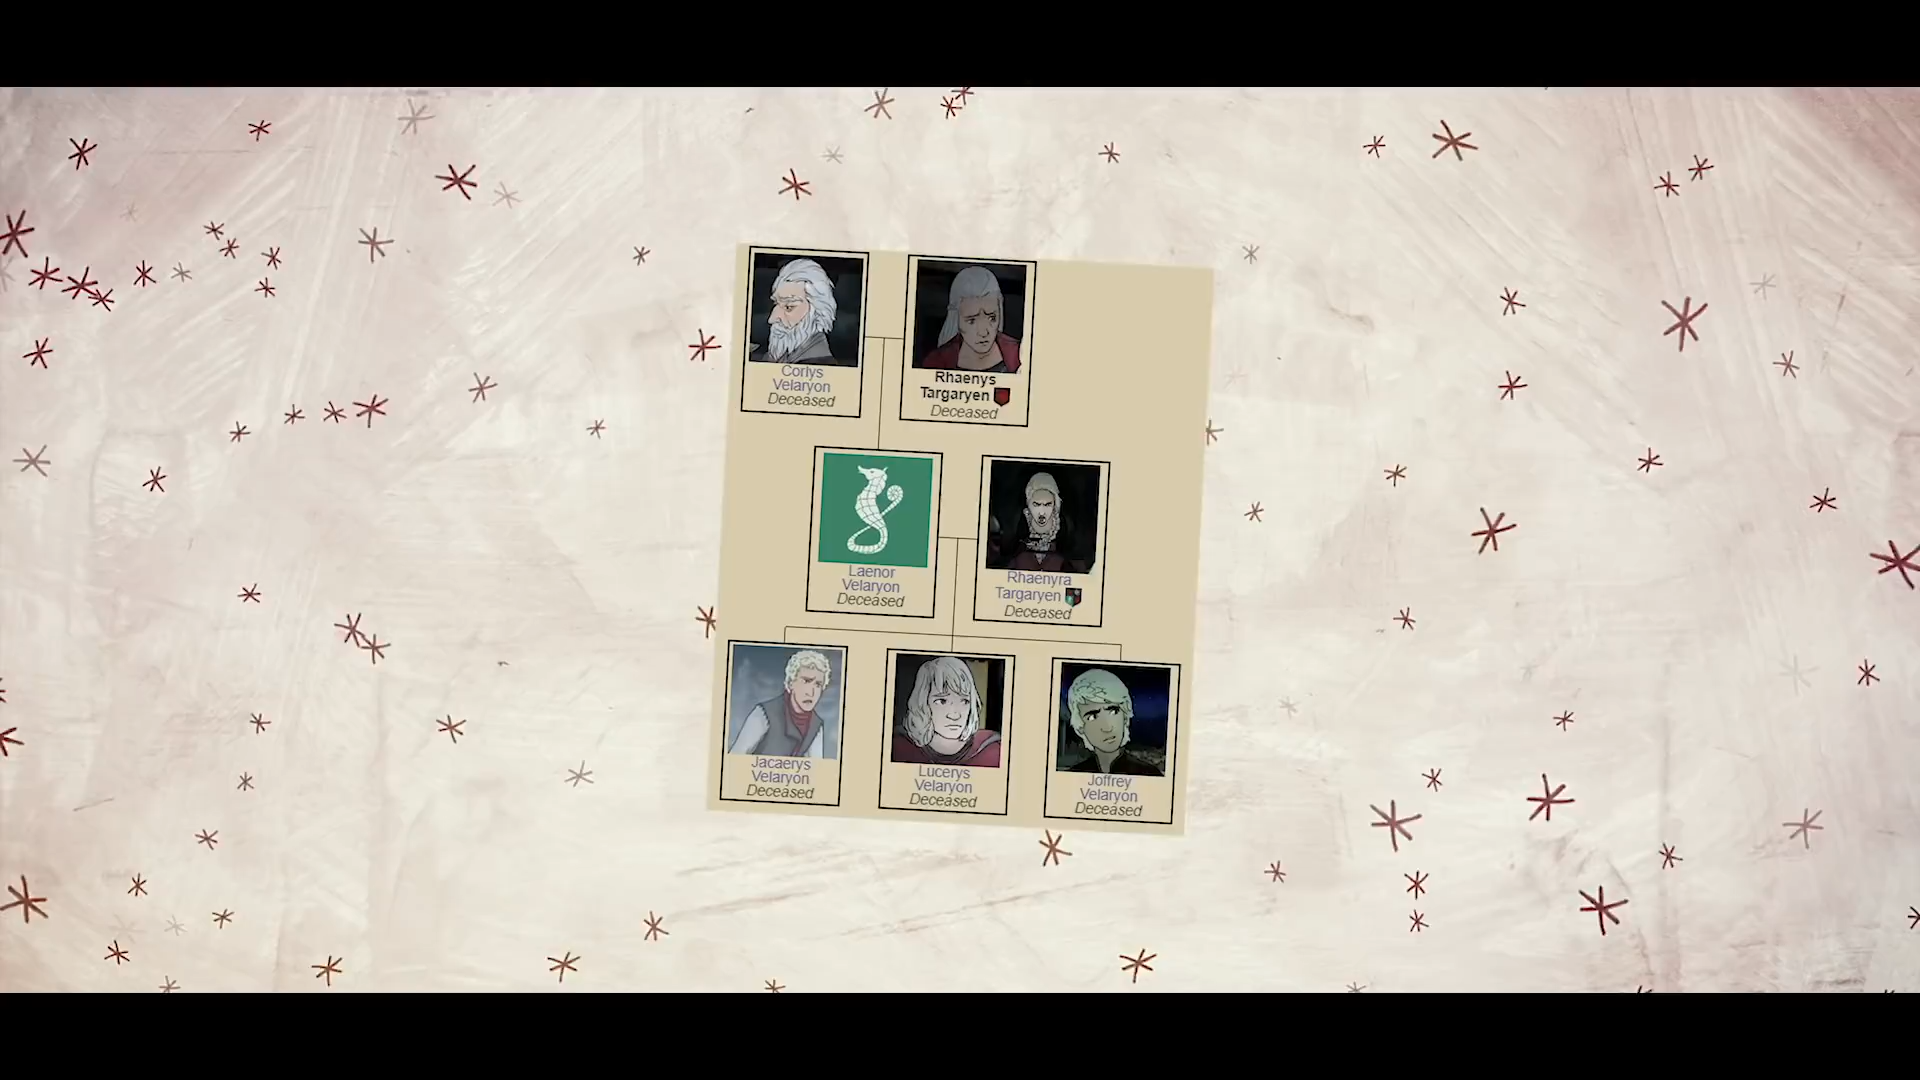 Corlys
Velaryon
Deceased
Rhaenys
Targaryen
Deceased
Laenor
Velaryon
Deceased
Rhaenyra
Targaryen
Deceased
Jacaerys
Velaryon
Deceased
Lucerys
Velaryon
Deceased
Joffrey
Velaryon
Deceased